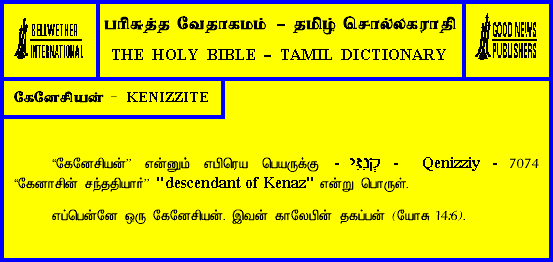 BELLWETHER
INTERNATIONAL
பரிசுத்த வேதாகமம் – தமிழ் சொல்லகராதி
THE HOLY BIBLE – TAMIL DICTIONARY
GOOD NEWS
PUBLISHERS
கேனேசியன் – KENIZZITE
“கேனேசியன்” என்னும் எபிரெய பெயருக்கு - קְנִזִּי - Qenizziy - 7074
“கேனாசின் சந்ததியார்” "descendant of Kenaz" என்று பொருள்.
எப்பென்னே ஒரு கேனேசியன். இவன் காலேபின் தகப்பன் (யோசு 14:6).